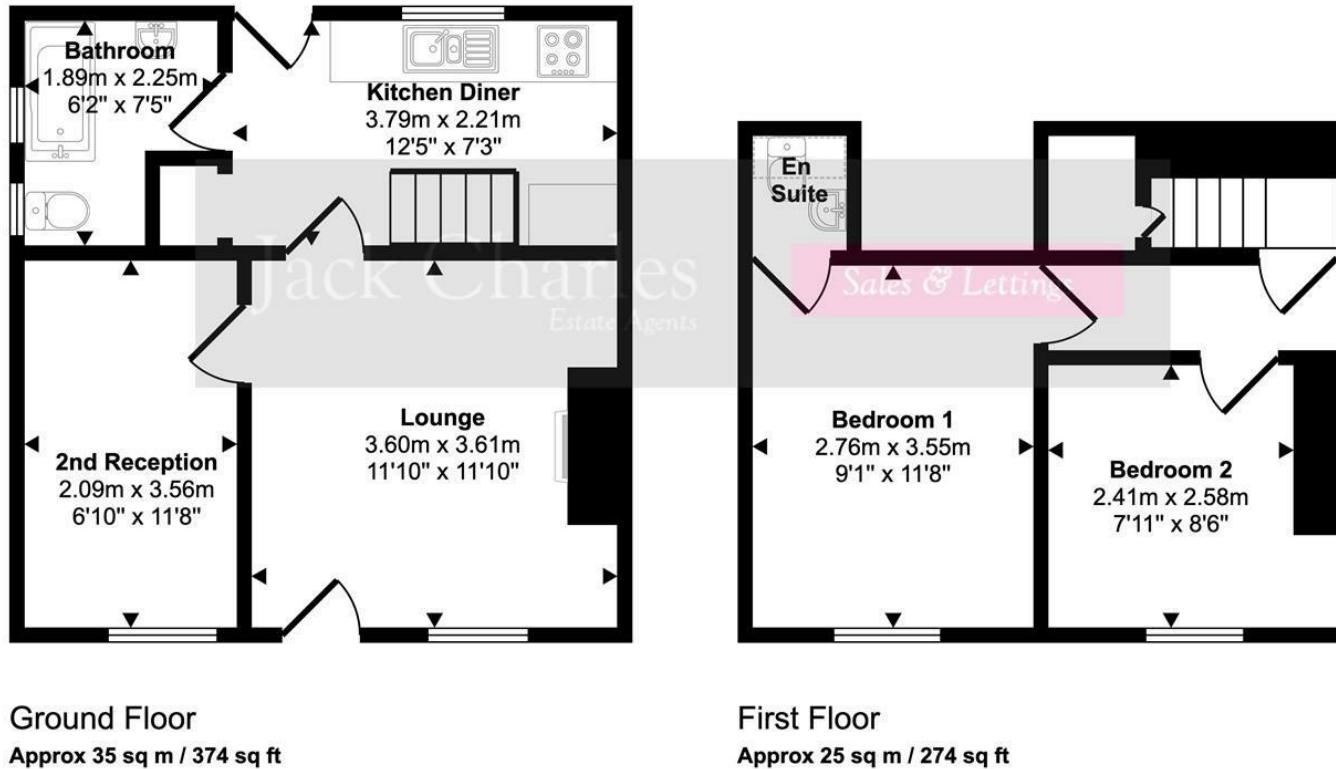 Bathroom
1.89m x 2.25m
6'2" x 7'5"
Kitchen Diner
3.79m x 2.21m
12'5" x 7'3"
2nd Reception
2.09m x 3.56m
6'10" x 11'8"
Lounge
3.60m x 3.61m
11'10" x 11'10"
Jack Charles
Estate Agents
Sales & Lettings
En
Suite
Bedroom 1
2.76m x 3.55m
9'1" x 11'8"
Bedroom 2
2.41m x 2.58m
7'11" x 8'6"
Ground Floor
Approx 35 sq m / 374 sq ft
First Floor
Approx 25 sq m / 274 sq ft